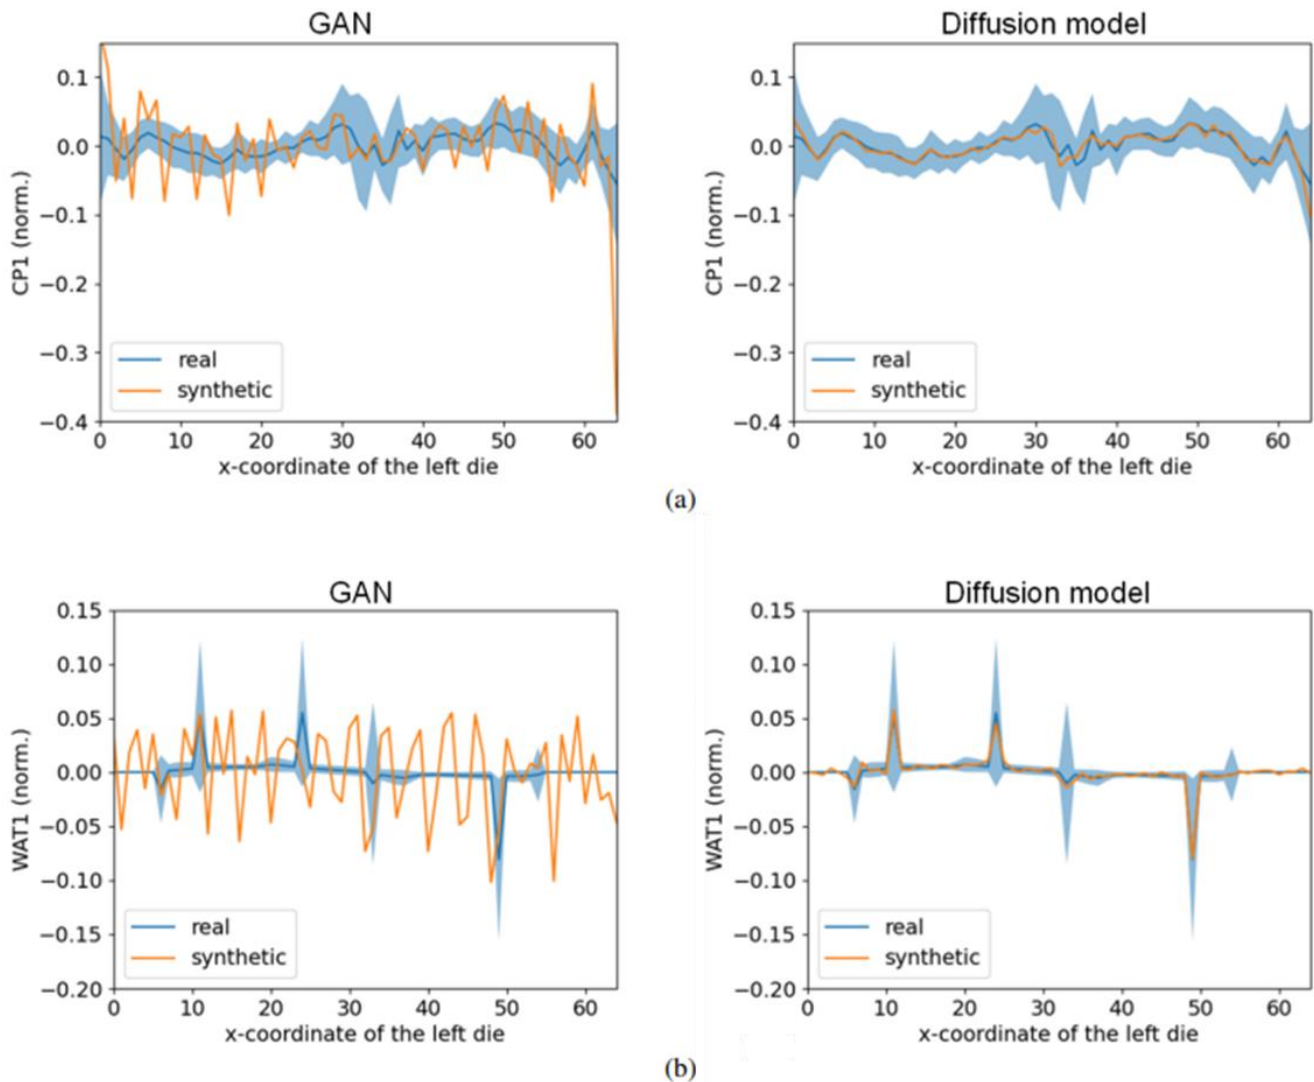 GAN
Diffusion model
CP1 (norm.)
0.1
0.0
−0.1
−0.2
−0.3
−0.4
real
synthetic
0 10 20 30 40 50 60
x-coordinate of the left die
CP1 (norm.)
0.1
0.0
−0.1
−0.2
−0.3
−0.4
real
synthetic
0 10 20 30 40 50 60
x-coordinate of the left die
(a)
GAN
Diffusion model
WAT1 (norm.)
0.15
0.10
0.05
0.00
−0.05
−0.10
−0.15
−0.20
real
synthetic
0 10 20 30 40 50 60
x-coordinate of the left die
WAT1 (norm.)
0.15
0.10
0.05
0.00
−0.05
−0.10
−0.15
−0.20
real
synthetic
0 10 20 30 40 50 60
x-coordinate of the left die
(b)